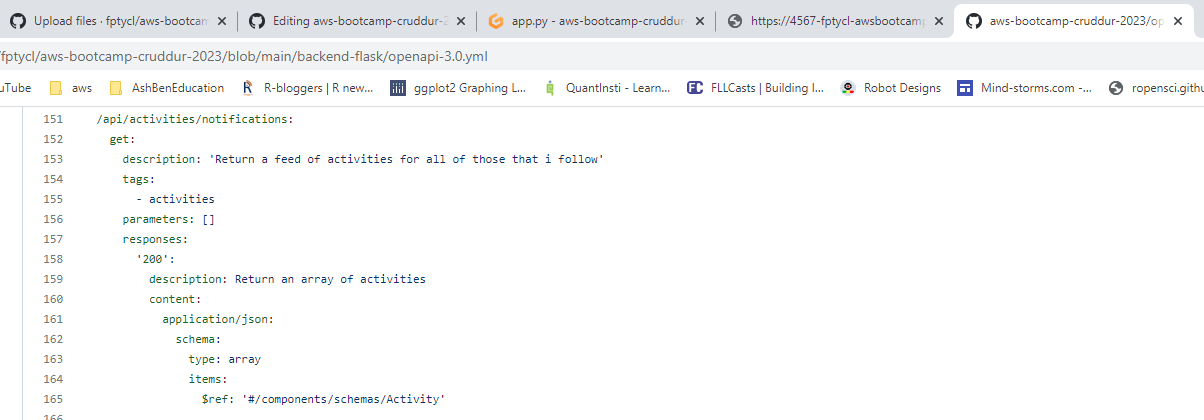 Upload files · fptycl/aws-bootcam
Editing aws-bootcamp-cruddur-2
app.py - aws-bootcamp-cruddur-
https://4567-fptycl-awsbootcamp
aws-bootcamp-cruddur-2023/op
/fptycl/aws-bootcamp-cruddur-2023/blob/main/backend-flask/openapi-3.0.yml
uTube aws AshBenEducation R-bloggers | R new... ggplot2 Graphing L... QuantInsti - Learn... FC FLLCasts | Building I... Robot Designs Mind-storms.com -... ropensci.githu
151 /api/activities/notifications:
152 get:
153 description: 'Return a feed of activities for all of those that i follow'
154 tags:
155 - activities
156 parameters: []
157 responses:
158 '200':
159 description: Return an array of activities
160 content:
161 application/json:
162 schema:
163 type: array
164 items:
165 $ref: '#/components/schemas/Activity'
166